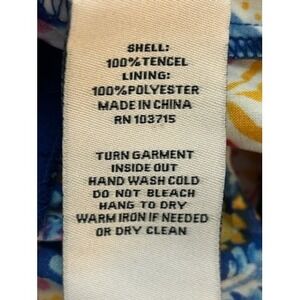 SHELL:
100%TENCEL
LINING:
100%POLYESTER
MADE IN CHINA
RN 103715
TURN GARMENT
INSIDE OUT
HAND WASH COLD
DO NOT BLEACH
HANG TO DRY
WARM IRON IF NEEDED
OR DRY CLEAN